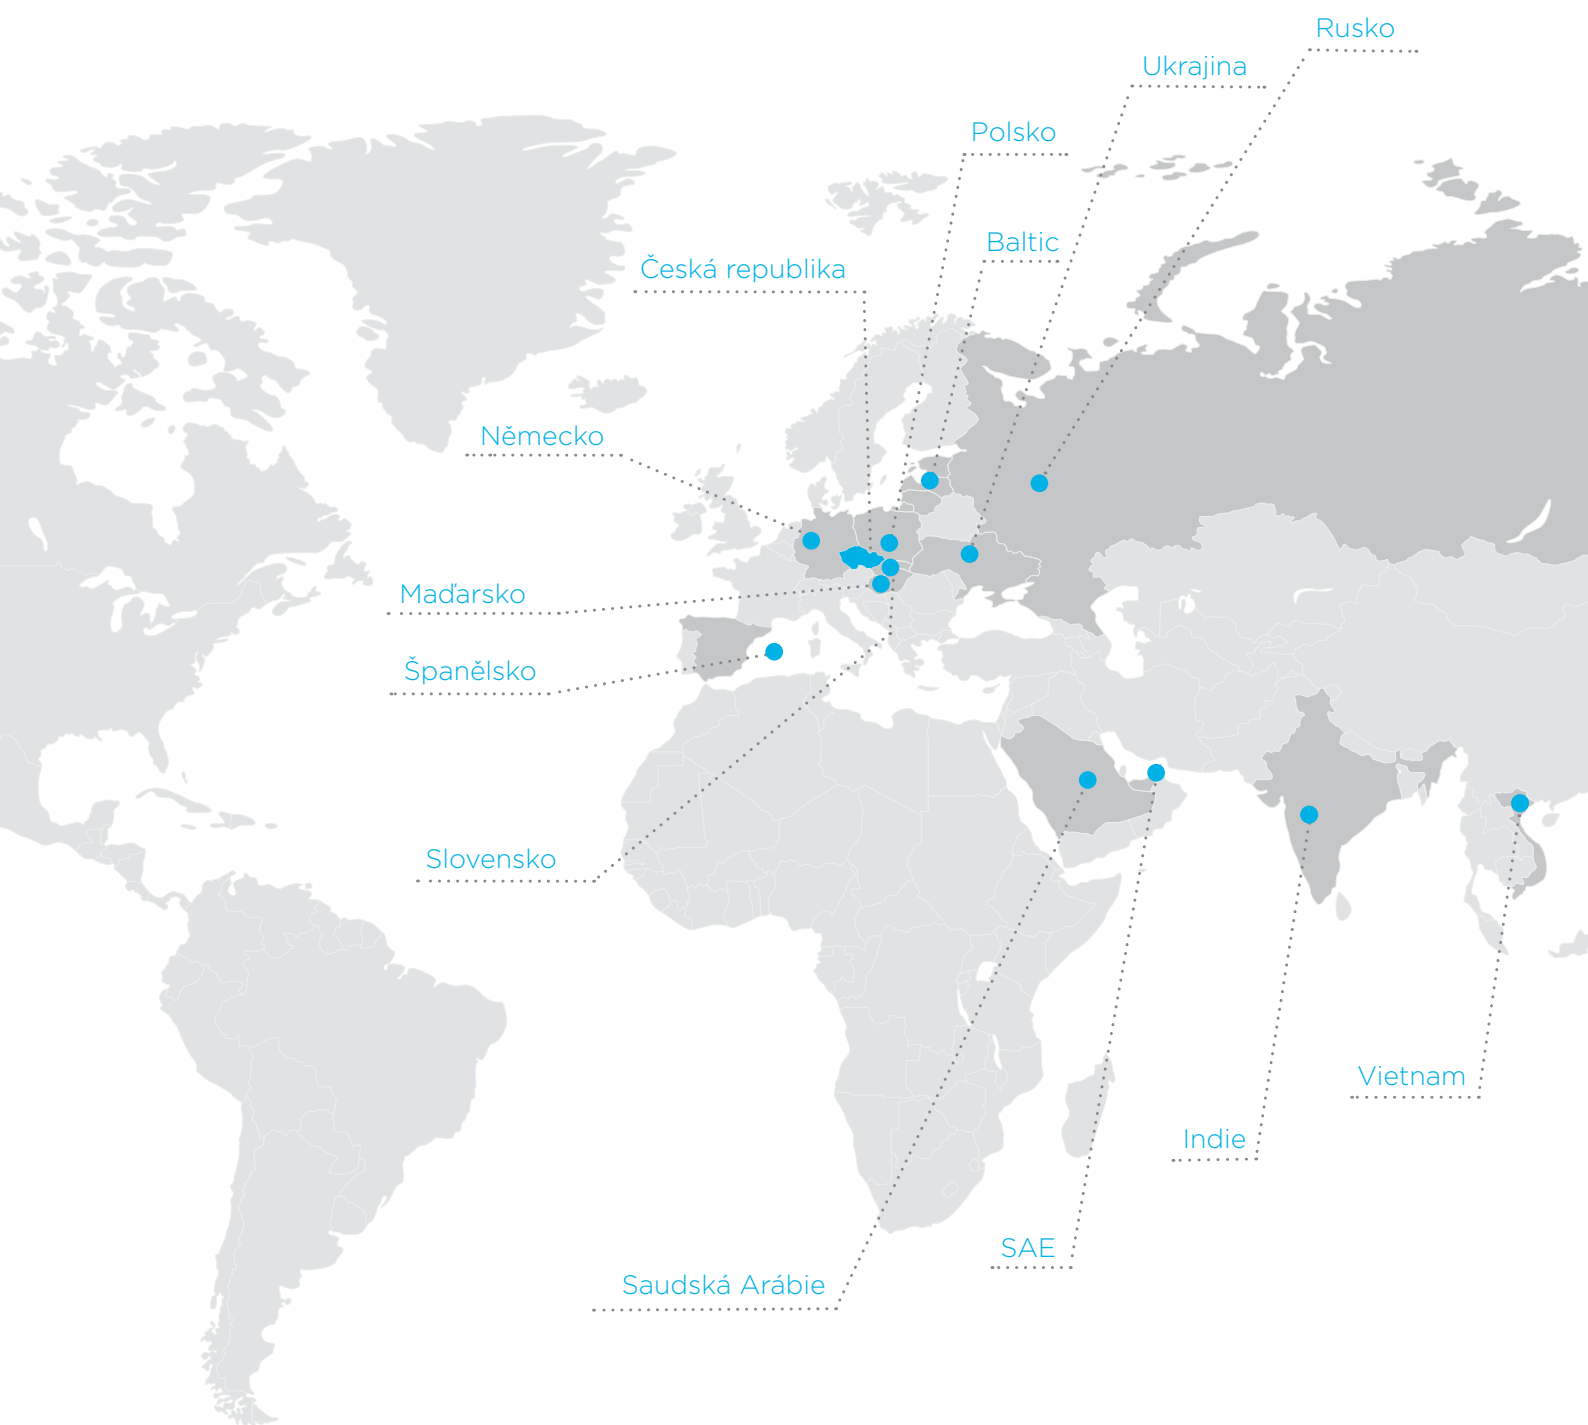 Rusko
Ukrajina
Polsko
Baltic
Česká republika
Německo
Maďarsko
Španělsko
Slovensko
Vietnam
Indie
SAE
Saudská Arábie